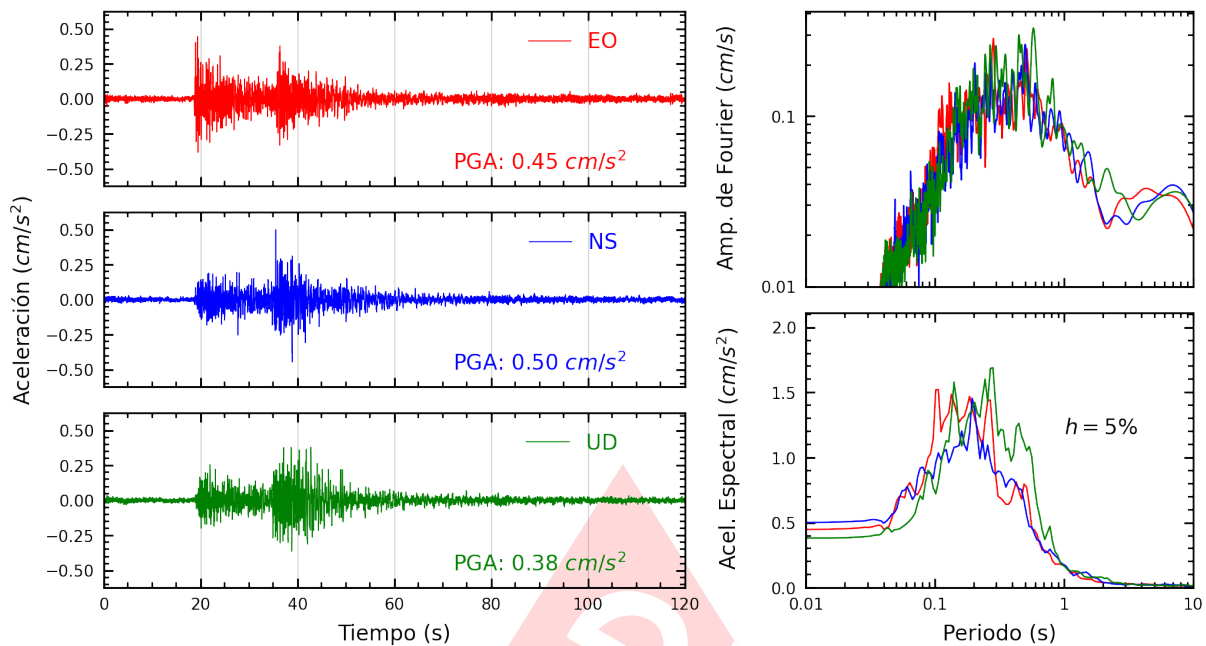 Aceleración (cm/s²)
0.50
0.25
0.00
−0.25
−0.50
EO
PGA: 0.45 cm/s²
0.50
0.25
0.00
−0.25
−0.50
NS
PGA: 0.50 cm/s²
0.50
0.25
0.00
−0.25
−0.50
UD
PGA: 0.38 cm/s²
0 20 40 60 80 100 120
Tiempo (s)
Amp. de Fourier (cm/s)
0.1
0.01
Acel. Espectral (cm/s²)
2.0
1.5
1.0
0.5
0.0
h = 5%
0.01 0.1 1 10
Periodo (s)